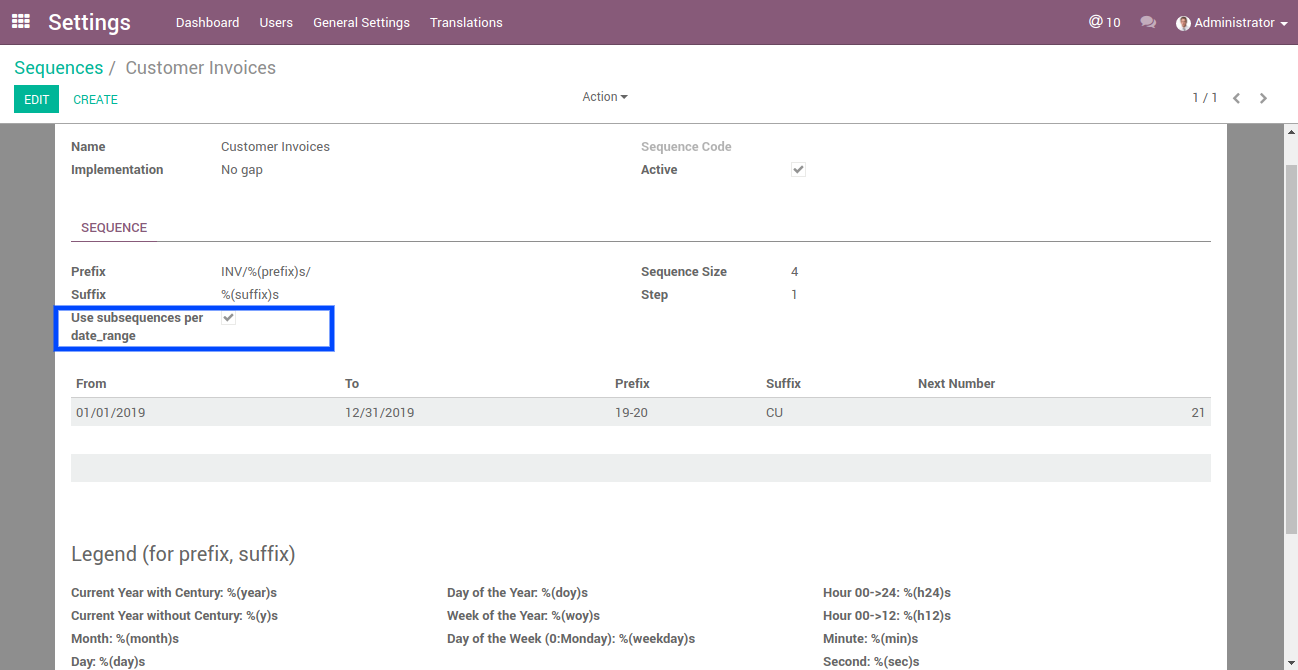 Settings Dashboard Users General Settings Translations @ 10 Administrator
Sequences / Customer Invoices
EDIT CREATE Action 1 / 1
Name Customer Invoices Sequence Code
Implementation No gap Active
SEQUENCE
Prefix INV/%(prefix)s/ Sequence Size 4
Suffix %(suffix)s Step 1
Use subsequences per
date_range
From To Prefix Suffix Next Number
01/01/2019 12/31/2019 19-20 CU 21
Legend (for prefix, suffix)
Current Year with Century: %(year)s Day of the Year: %(doy)s Hour 00->24: %(h24)s
Current Year without Century: %(y)s Week of the Year: %(woy)s Hour 00->12: %(h12)s
Month: %(month)s Day of the Week (0:Monday): %(weekday)s Minute: %(min)s
Day: %(day)s Second: %(sec)s